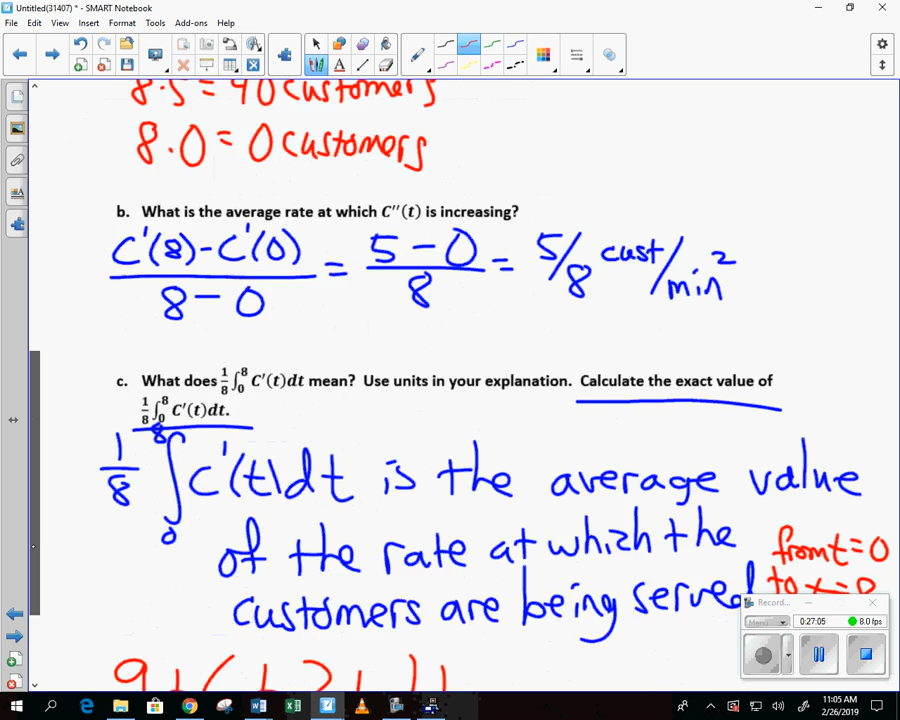 Untitled(31407) * - SMART Notebook
File Edit View Insert Format Tools Add-ons Help
8.5 = 40 customers
8.0 = 0 customers
b. What is the average rate at which C''(t) is increasing?
C'(8)-C'(0) / 8-0 = 5-0 / 8 = 5/8 cust/min²
c. What does 1/8 ∫₀⁸ C'(t)dt mean? Use units in your explanation. Calculate the exact value of
1/8 ∫₀⁸ C'(t)dt.
1/8 ∫₀⁸ C'(t)dt is the average value
of the rate at which the
from t=0
customers are being served
to x=0
Record...
Menu
0:27:05
8.0 fps
11:05 AM
2/26/2019